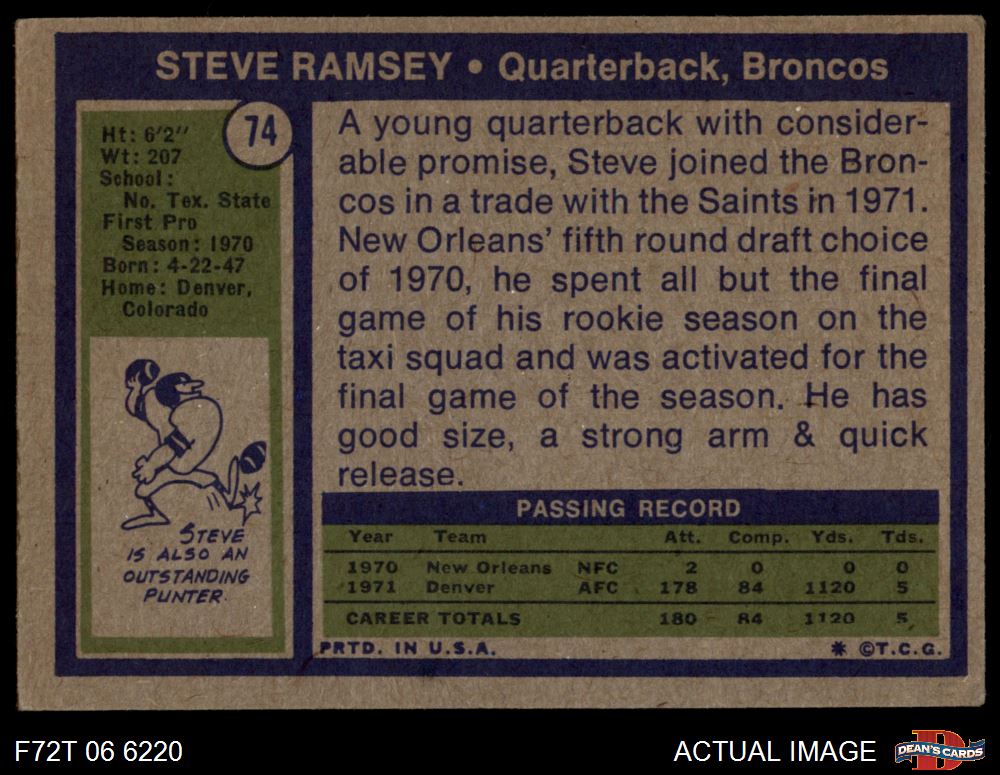 STEVE RAMSEY • Quarterback, Broncos
74
Ht: 6'2"
Wt: 207
School:
No. Tex. State
First Pro
Season: 1970
Born: 4-22-47
Home: Denver,
Colorado
STEVE
IS ALSO AN
OUTSTANDING
PUNTER.
A young quarterback with consider-
able promise, Steve joined the Bron-
cos in a trade with the Saints in 1971.
New Orleans' fifth round draft choice
of 1970, he spent all but the final
game of his rookie season on the
taxi squad and was activated for the
final game of the season. He has
good size, a strong arm & quick
release.
PASSING RECORD
Year Team Att. Comp. Yds. Tds.
1970 New Orleans NFC 2 0 0 0
1971 Denver AFC 178 84 1120 5
CAREER TOTALS 180 84 1120 5
PRTD. IN U.S.A. * ©T.C.G.
F72T 06 6220 ACTUAL IMAGE DEAN'S CARDS